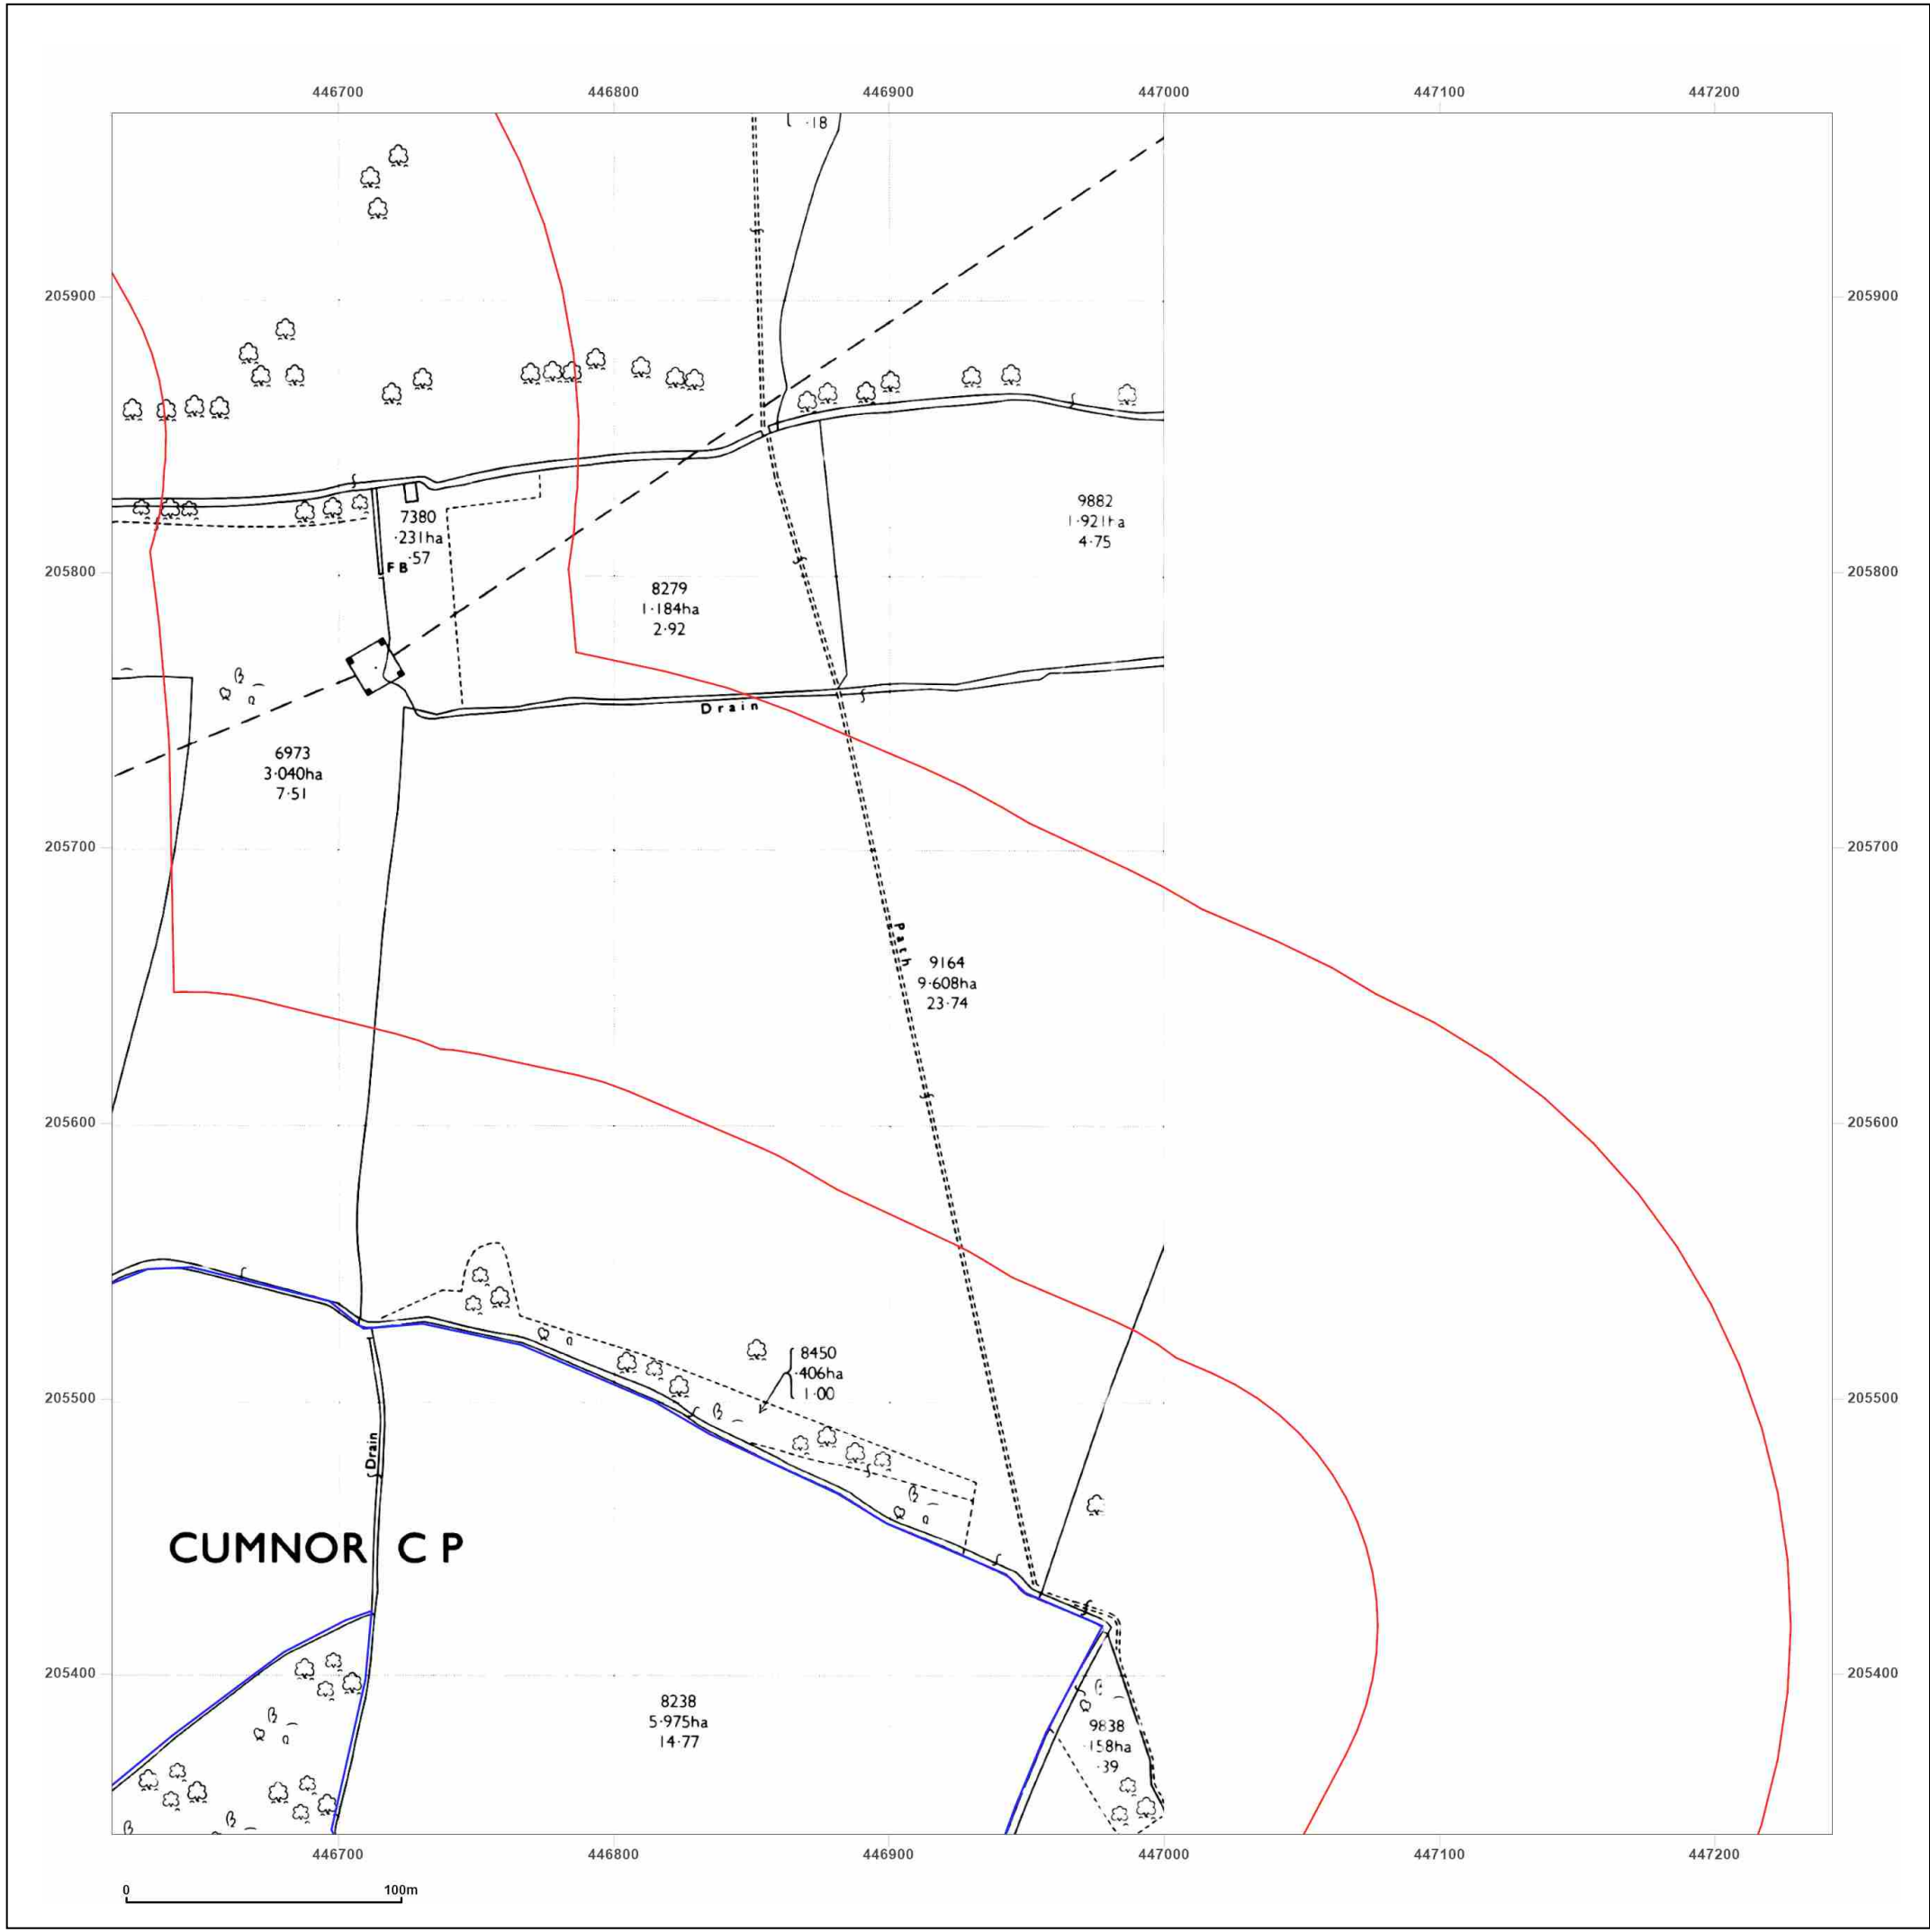 446700 446800 446900 447000 447100 447200
·18
205900 205900
9882
1·921ha
4·75
7380
·231ha
·57
FB
205800 205800
8279
1·184ha
2·92
Drain
6973
3·040ha
7·51
205700 205700
Path
9164
9·608ha
23·74
205600 205600
8450
·406ha
1·00
205500 205500
Drain
CUMNOR CP
205400 205400
8238
5·975ha
14·77
9838
·158ha
·39
446700 446800 446900 447000 447100 447200
0 100m